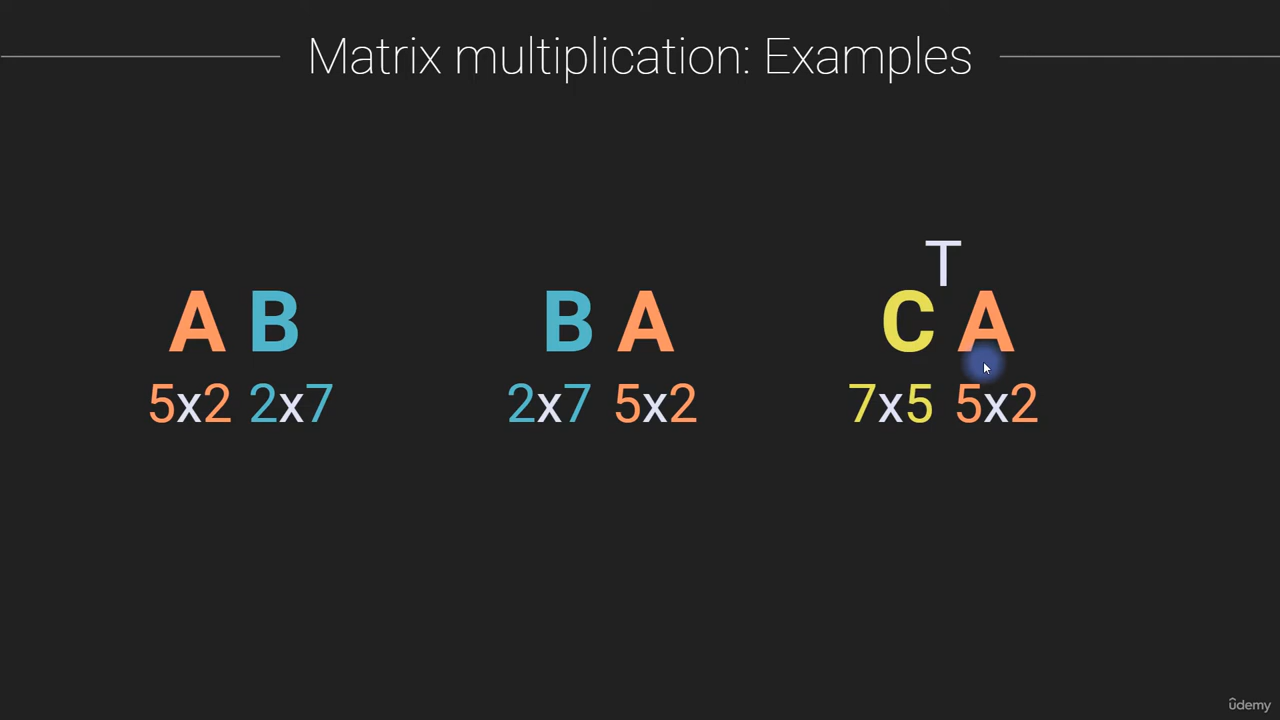 Matrix multiplication: Examples
T
A B B A C A
5x2 2x7 2x7 5x2 7x5 5x2
ûdemy